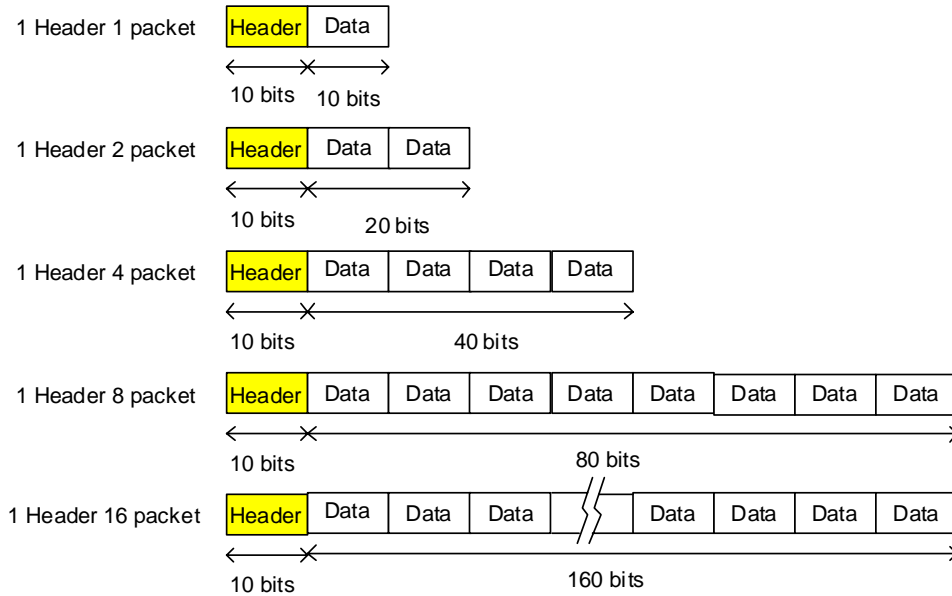 1 Header 1 packet Header Data
10 bits 10 bits
1 Header 2 packet Header Data Data
10 bits 20 bits
1 Header 4 packet Header Data Data Data Data
10 bits 40 bits
1 Header 8 packet Header Data Data Data Data Data Data Data Data
10 bits 80 bits
1 Header 16 packet Header Data Data Data Data Data Data Data
10 bits 160 bits